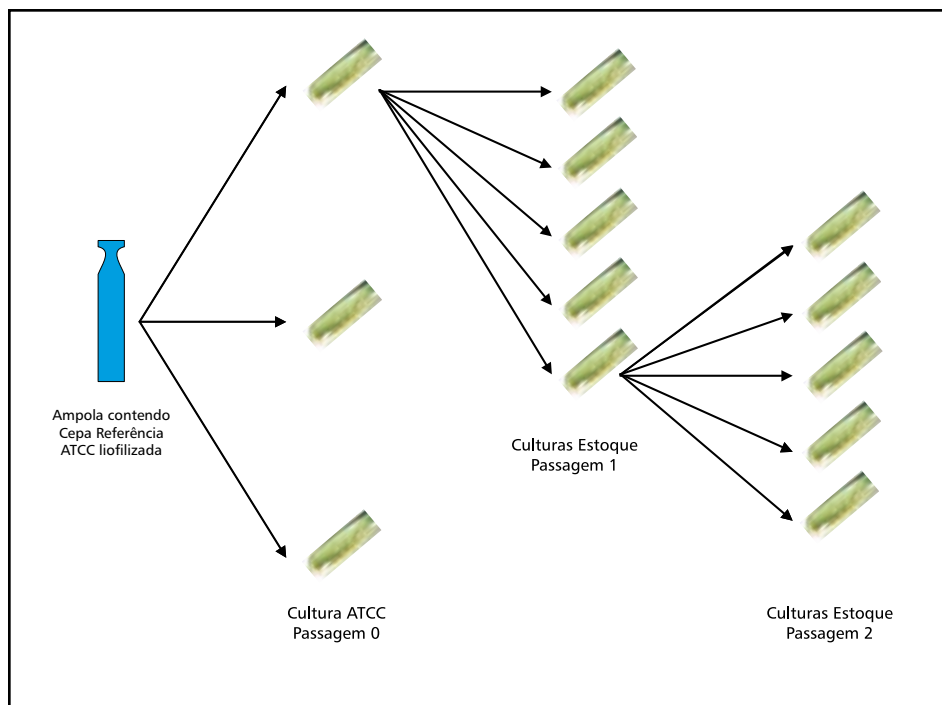 Ampola contendo
Cepa Referência
ATCC liofilizada
Cultura ATCC
Passagem 0
Culturas Estoque
Passagem 1
Culturas Estoque
Passagem 2